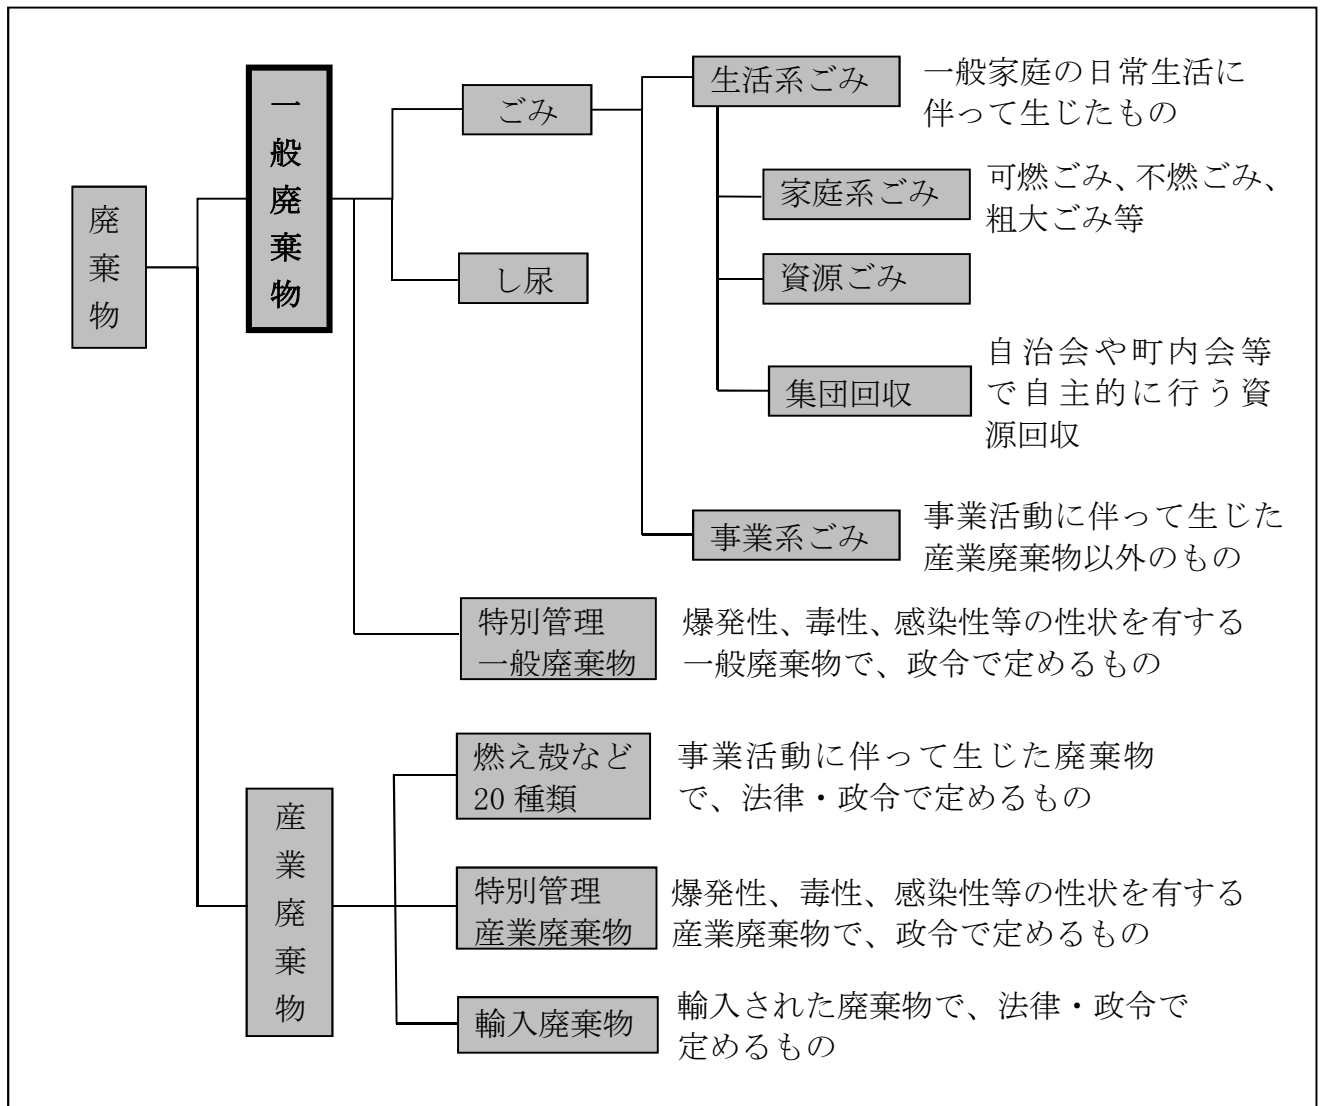 廃棄物
一般廃棄物
ごみ
生活系ごみ
一般家庭の日常生活に
伴って生じたもの
家庭系ごみ
可燃ごみ、不燃ごみ、
粗大ごみ等
資源ごみ
集団回収
自治会や町内会等
で自主的に行う資
源回収
事業系ごみ
事業活動に伴って生じた
産業廃棄物以外のもの
し尿
特別管理
一般廃棄物
爆発性、毒性、感染性等の性状を有する
一般廃棄物で、政令で定めるもの
産業廃棄物
燃え殻など
20 種類
事業活動に伴って生じた廃棄物
で、法律・政令で定めるもの
特別管理
産業廃棄物
爆発性、毒性、感染性等の性状を有する
産業廃棄物で、政令で定めるもの
輸入廃棄物
輸入された廃棄物で、法律・政令で
定めるもの